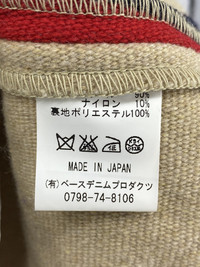 90%
ナイロン 10%
裏地ポリエステル100%
MADE IN JAPAN
(有)ベースデニムプロダクツ
0798-74-8106